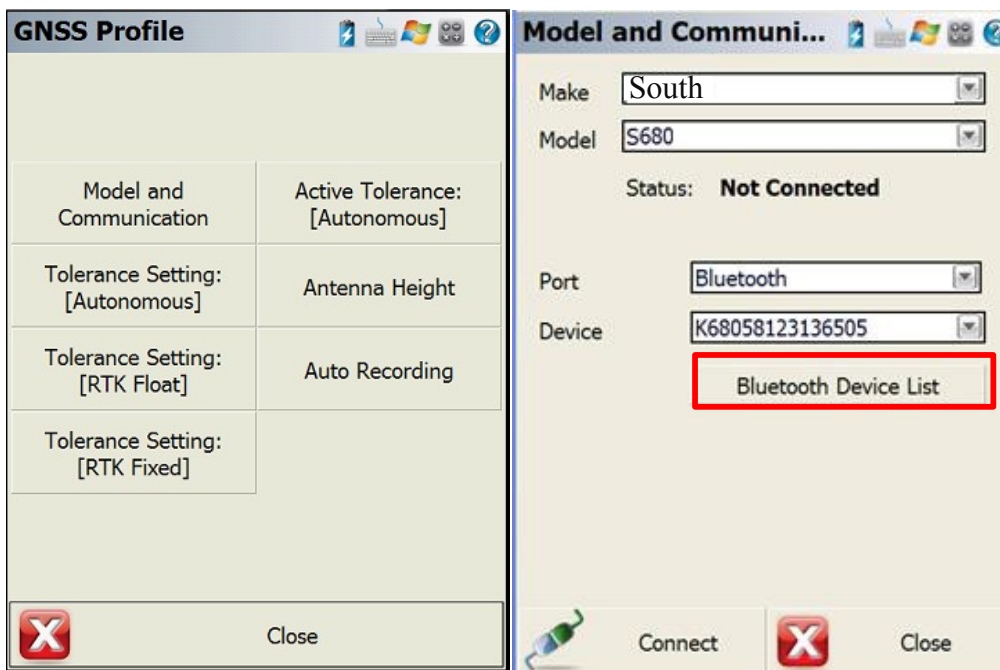 GNSS Profile
Model and
Communication
Active Tolerance:
[Autonomous]
Tolerance Setting:
[Autonomous]
Antenna Height
Tolerance Setting:
[RTK Float]
Auto Recording
Tolerance Setting:
[RTK Fixed]
Close
Model and Communi...
Make South
Model S680
Status: Not Connected
Port Bluetooth
Device K68058123136505
Bluetooth Device List
Connect Close